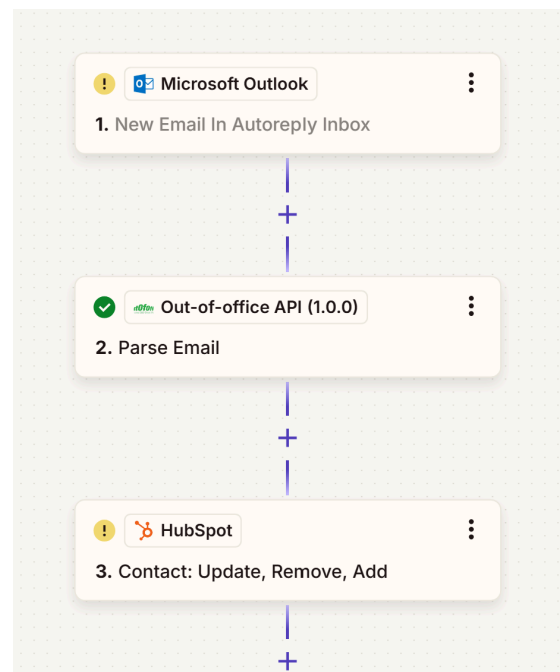 Microsoft Outlook
1. New Email In Autoreply Inbox
Out-of-office API (1.0.0)
2. Parse Email
HubSpot
3. Contact: Update, Remove, Add